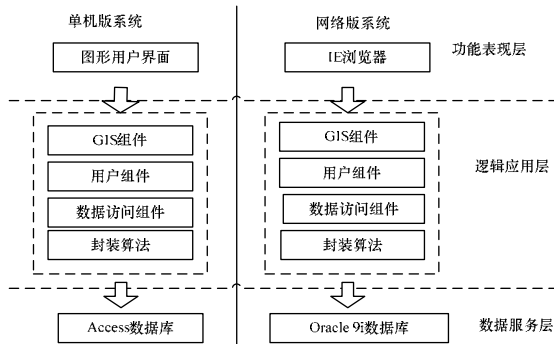 单机版系统
网络版系统
图形用户界面
IE浏览器
功能表现层
GIS组件
用户组件
数据访问组件
封装算法
GIS组件
用户组件
数据访问组件
封装算法
逻辑应用层
Access数据库
Oracle 9i数据库
数据服务层